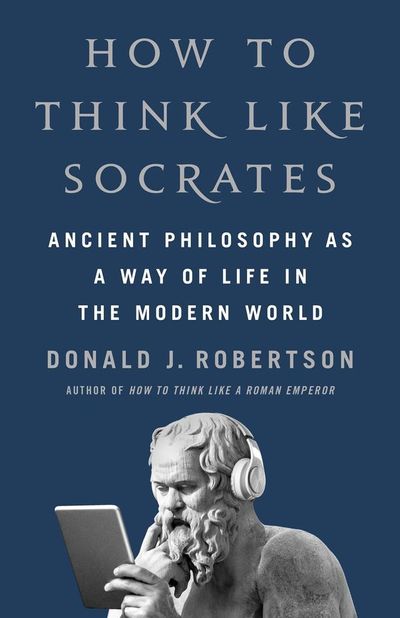 HOW TO
THINK LIKE
SOCRATES
ANCIENT PHILOSOPHY AS
A WAY OF LIFE IN
THE MODERN WORLD
DONALD J. ROBERTSON
AUTHOR OF HOW TO THINK LIKE A ROMAN EMPEROR